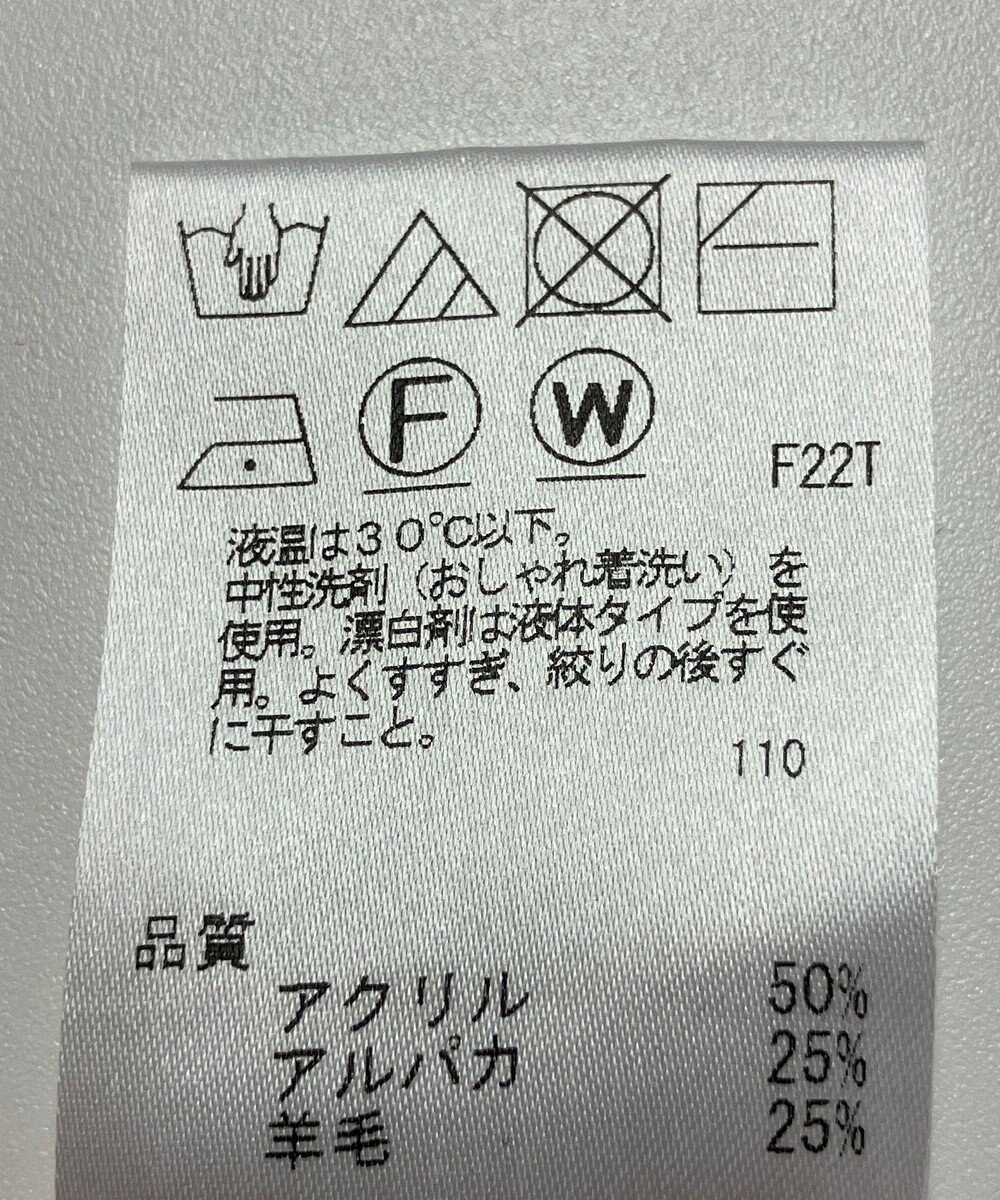 F W
F22T
液温は30℃以下。
中性洗剤（おしゃれ着洗い）を
使用。漂白剤は液体タイプを使
用。よくすすぎ、絞りの後すぐ
に干すこと。
110
品質
アクリル 50%
アルパカ 25%
羊毛 25%